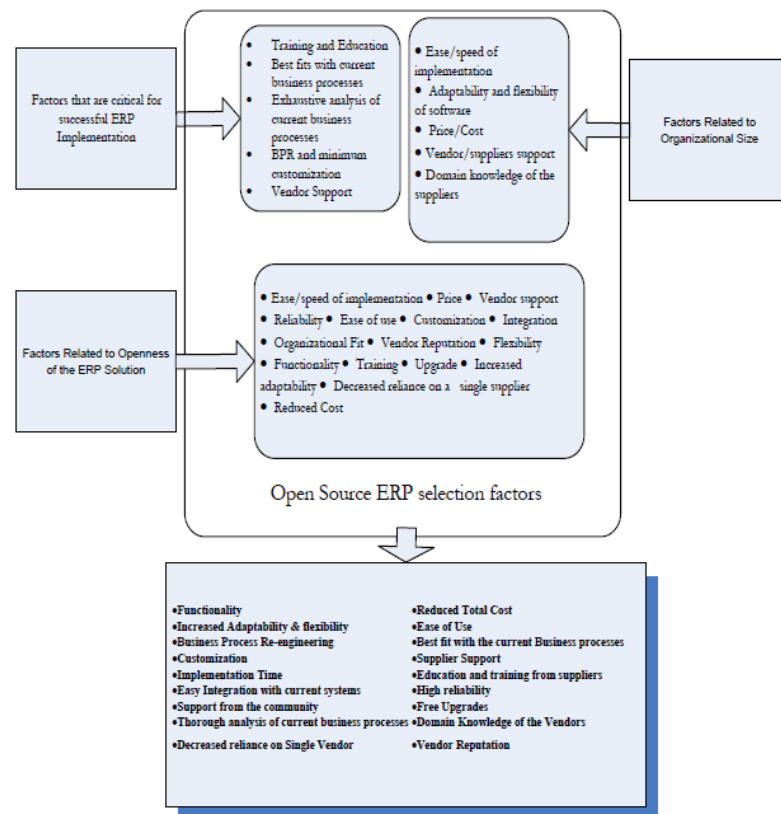 Factors that are critical for
successful ERP
Implementation
• Training and Education
• Best fits with current
business processes
• Exhaustive analysis of
current business
processes
• BPR and minimum
customization
• Vendor Support
• Ease/speed of
implementation
• Adaptability and flexibility
of software
• Price/Cost
• Vendor/suppliers support
• Domain knowledge of the
suppliers
Factors Related to
Organizational Size
Factors Related to Openness
of the ERP Solution
• Ease/speed of implementation • Price • Vendor support
• Reliability • Ease of use • Customization • Integration
• Organizational Fit • Vendor Reputation • Flexibility
• Functionality • Training • Upgrade • Increased
adaptability • Decreased reliance on a single supplier
• Reduced Cost
Open Source ERP selection factors
•Functionality
•Increased Adaptability & flexibility
•Business Process Re-engineering
•Customization
•Implementation Time
•Easy Integration with current systems
•Support from the community
•Thorough analysis of current business processes
•Decreased reliance on Single Vendor
•Reduced Total Cost
•Ease of Use
•Best fit with the current Business processes
•Supplier Support
•Education and training from suppliers
•High reliability
•Free Upgrades
•Domain Knowledge of the Vendors
•Vendor Reputation